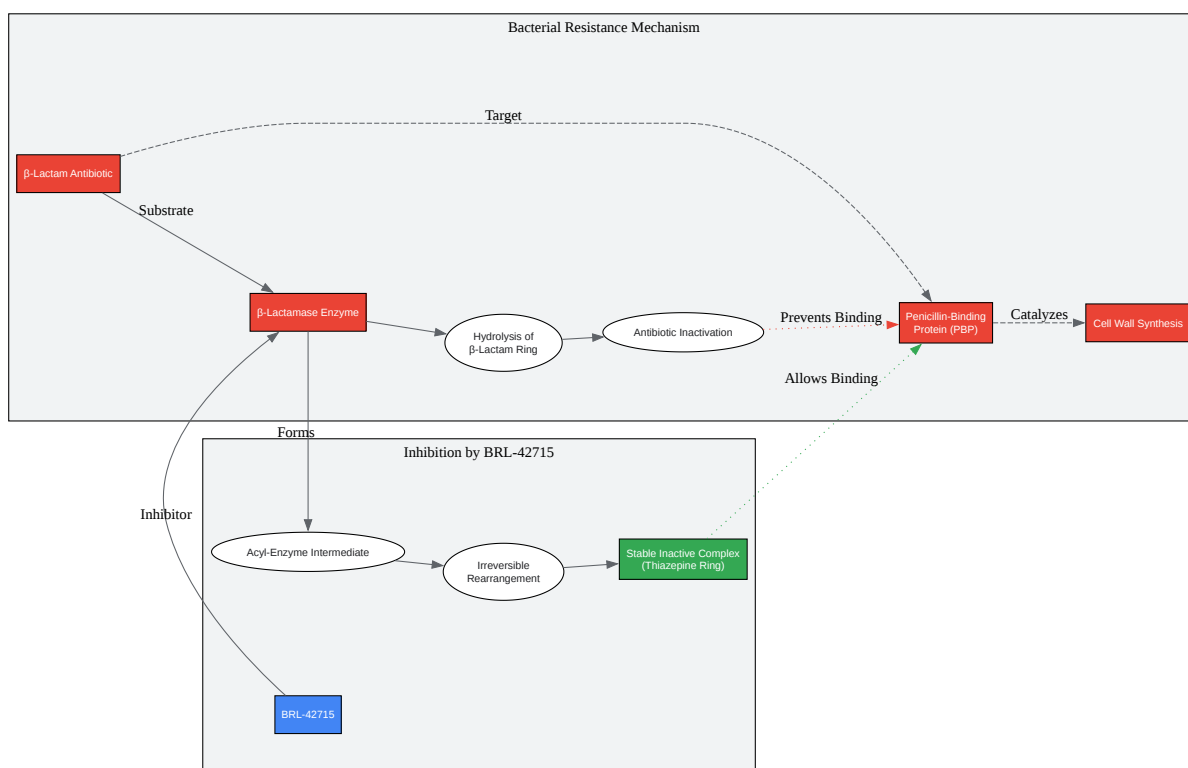 Bacterial Resistance Mechanism
Target
β-Lactam Antibiotic
Substrate
β-Lactamase Enzyme
Hydrolysis of
β-Lactam Ring
Antibiotic Inactivation
Prevents Binding
Penicillin-Binding
Protein (PBP)
Catalyzes
Cell Wall Synthesis
Allows Binding
Forms
Inhibition by BRL-42715
Inhibitor
Acyl-Enzyme Intermediate
Irreversible
Rearrangement
Stable Inactive Complex
(Thiazepine Ring)
BRL-42715